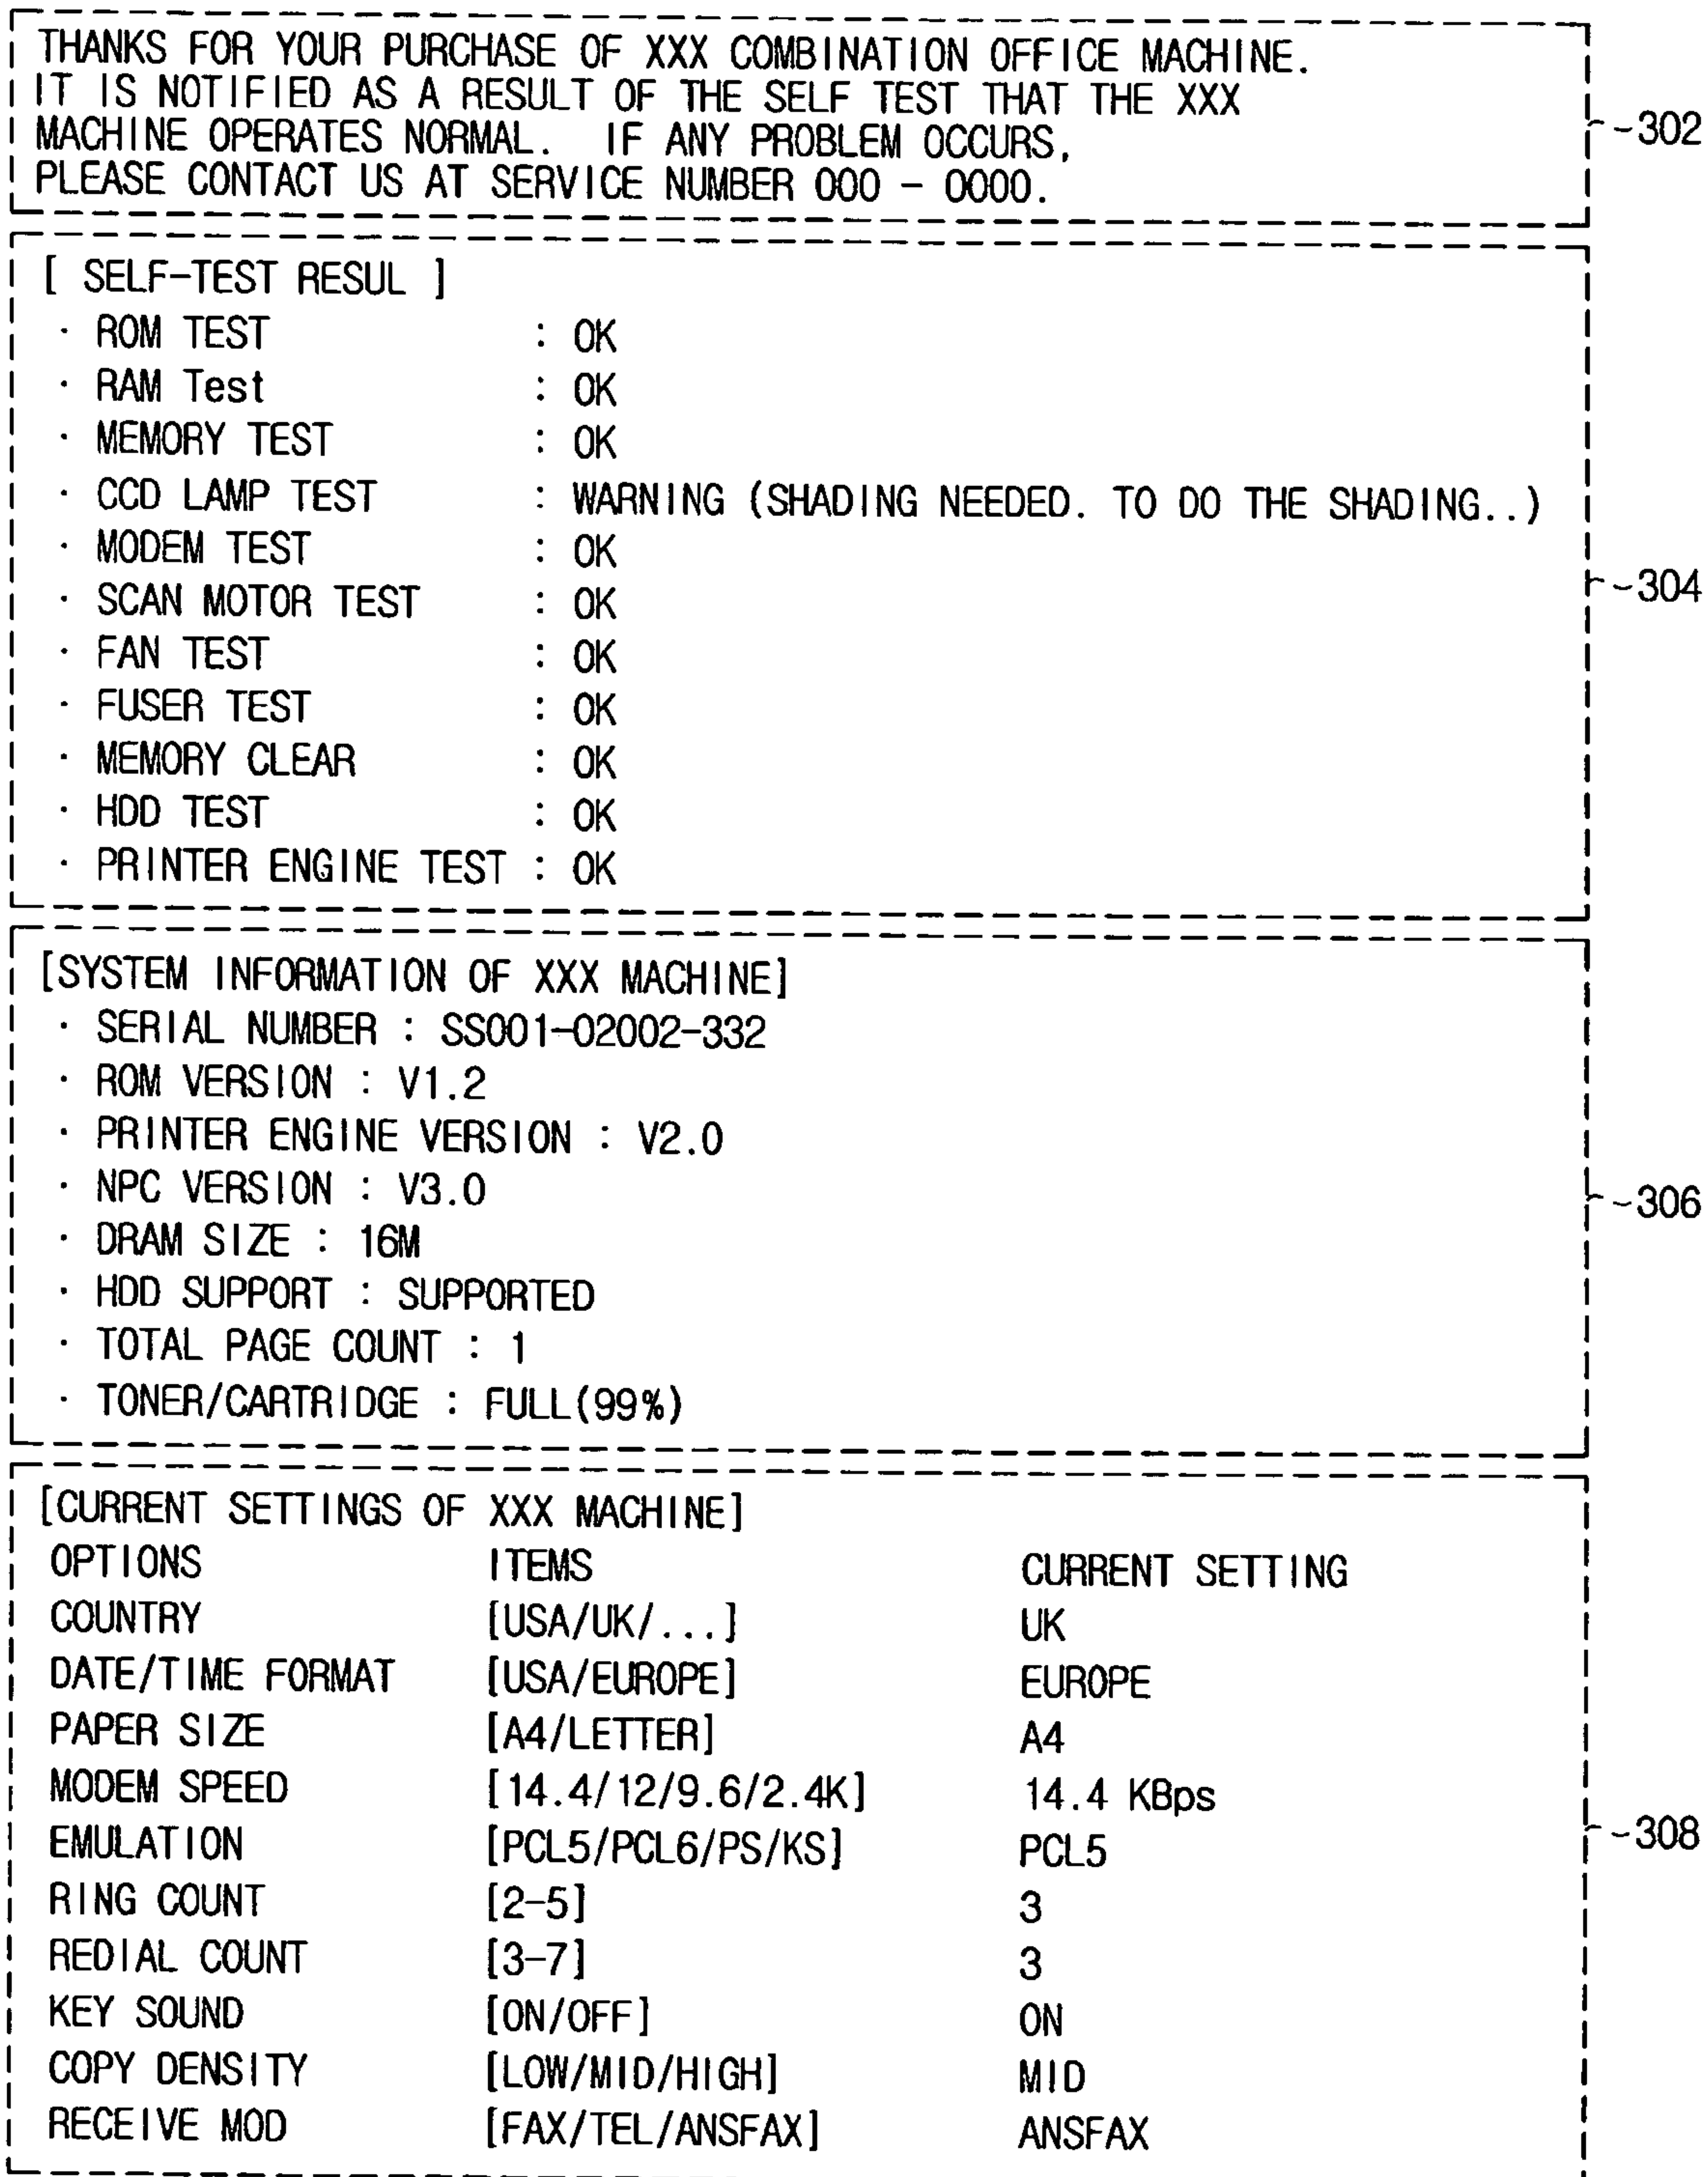 THANKS FOR YOUR PURCHASE OF XXX COMBINATION OFFICE MACHINE.
IT IS NOTIFIED AS A RESULT OF THE SELF TEST THAT THE XXX
MACHINE OPERATES NORMAL. IF ANY PROBLEM OCCURS,
PLEASE CONTACT US AT SERVICE NUMBER 000 - 0000.
302
[ SELF-TEST RESUL ]
· ROM TEST : OK
· RAM Test : OK
· MEMORY TEST : OK
· CCD LAMP TEST : WARNING (SHADING NEEDED. TO DO THE SHADING..)
· MODEM TEST : OK
· SCAN MOTOR TEST : OK
· FAN TEST : OK
· FUSER TEST : OK
· MEMORY CLEAR : OK
· HDD TEST : OK
· PRINTER ENGINE TEST : OK
304
[SYSTEM INFORMATION OF XXX MACHINE]
· SERIAL NUMBER : SS001-02002-332
· ROM VERSION : V1.2
· PRINTER ENGINE VERSION : V2.0
· NPC VERSION : V3.0
· DRAM SIZE : 16M
· HDD SUPPORT : SUPPORTED
· TOTAL PAGE COUNT : 1
· TONER/CARTRIDGE : FULL(99%)
306
[CURRENT SETTINGS OF XXX MACHINE]
OPTIONS ITEMS CURRENT SETTING
COUNTRY [USA/UK/...] UK
DATE/TIME FORMAT [USA/EUROPE] EUROPE
PAPER SIZE [A4/LETTER] A4
MODEM SPEED [14.4/12/9.6/2.4K] 14.4 KBps
EMULATION [PCL5/PCL6/PS/KS] PCL5
RING COUNT [2-5] 3
REDIAL COUNT [3-7] 3
KEY SOUND [ON/OFF] ON
COPY DENSITY [LOW/MID/HIGH] MID
RECEIVE MOD [FAX/TEL/ANSFAX] ANSFAX
308